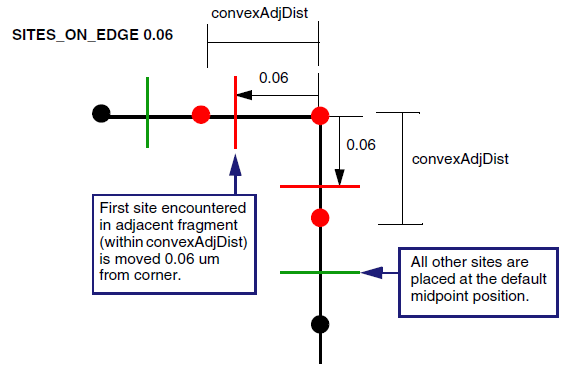 convexAdjDist
SITES_ON_EDGE 0.06
0.06
0.06
convexAdjDist
First site encountered
in adjacent fragment
(within convexAdjDist)
is moved 0.06 um
from corner.
All other sites are
placed at the default
midpoint position.